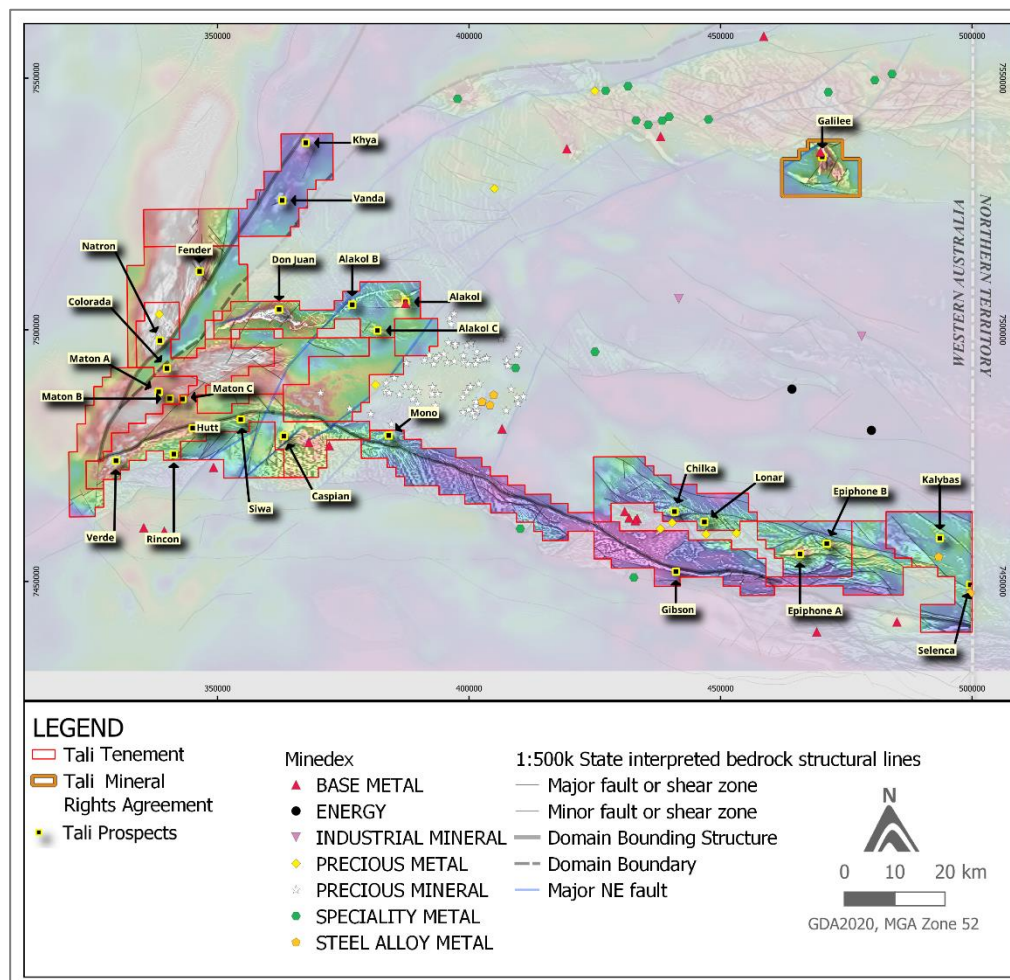 350000
400000
450000
500000
7550000
7550000
Galilee
Khya
Vanda
WESTERN AUSTRALIA
NORTHERN TERRITORY
Natron
Fender
Don Juan
Alakol B
Colorada
Alakol
7500000
7500000
Alakol C
Maton A
Maton B
Maton C
Mono
Hutt
Chilka
Lonar
Epiphone B
Kalybas
Siwa
Caspian
Verde
Rincon
7450000
7450000
Gibson
Epiphone A
Selenca
350000
400000
450000
500000
LEGEND
Tali Tenement
Tali Mineral
Rights Agreement
Tali Prospects
Minedex
BASE METAL
ENERGY
INDUSTRIAL MINERAL
PRECIOUS METAL
PRECIOUS MINERAL
SPECIALITY METAL
STEEL ALLOY METAL
1:500k State interpreted bedrock structural lines
Major fault or shear zone
Minor fault or shear zone
Domain Bounding Structure
Domain Boundary
Major NE fault
N
0 10 20 km
GDA2020, MGA Zone 52